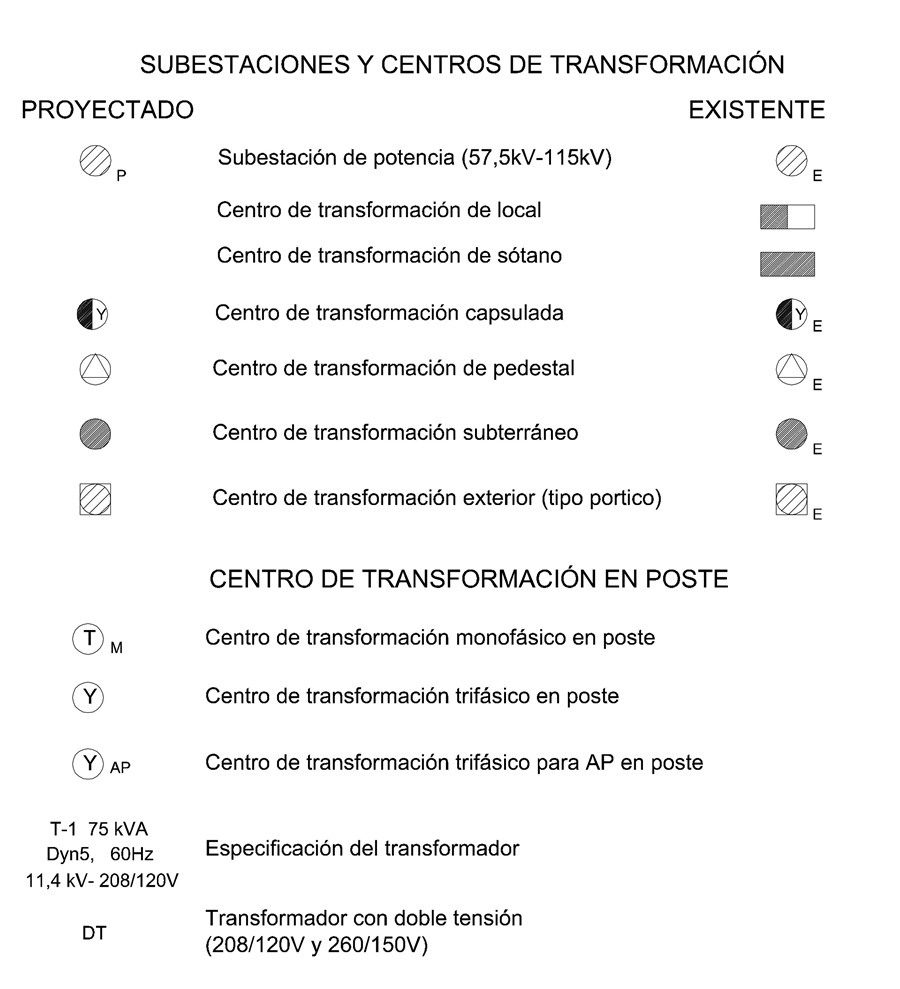 SUBESTACIONES Y CENTROS DE TRANSFORMACIÓN
PROYECTADO EXISTENTE
P Subestación de potencia (57,5kV-115kV) E
Centro de transformación de local
Centro de transformación de sótano
Y Centro de transformación capsulada Y E
Centro de transformación de pedestal E
Centro de transformación subterráneo E
Centro de transformación exterior (tipo portico) E
CENTRO DE TRANSFORMACIÓN EN POSTE
T M Centro de transformación monofásico en poste
Y Centro de transformación trifásico en poste
Y AP Centro de transformación trifásico para AP en poste
T-1 75 kVA
Dyn5, 60Hz
11,4 kV- 208/120V
Especificación del transformador
DT
Transformador con doble tensión
(208/120V y 260/150V)